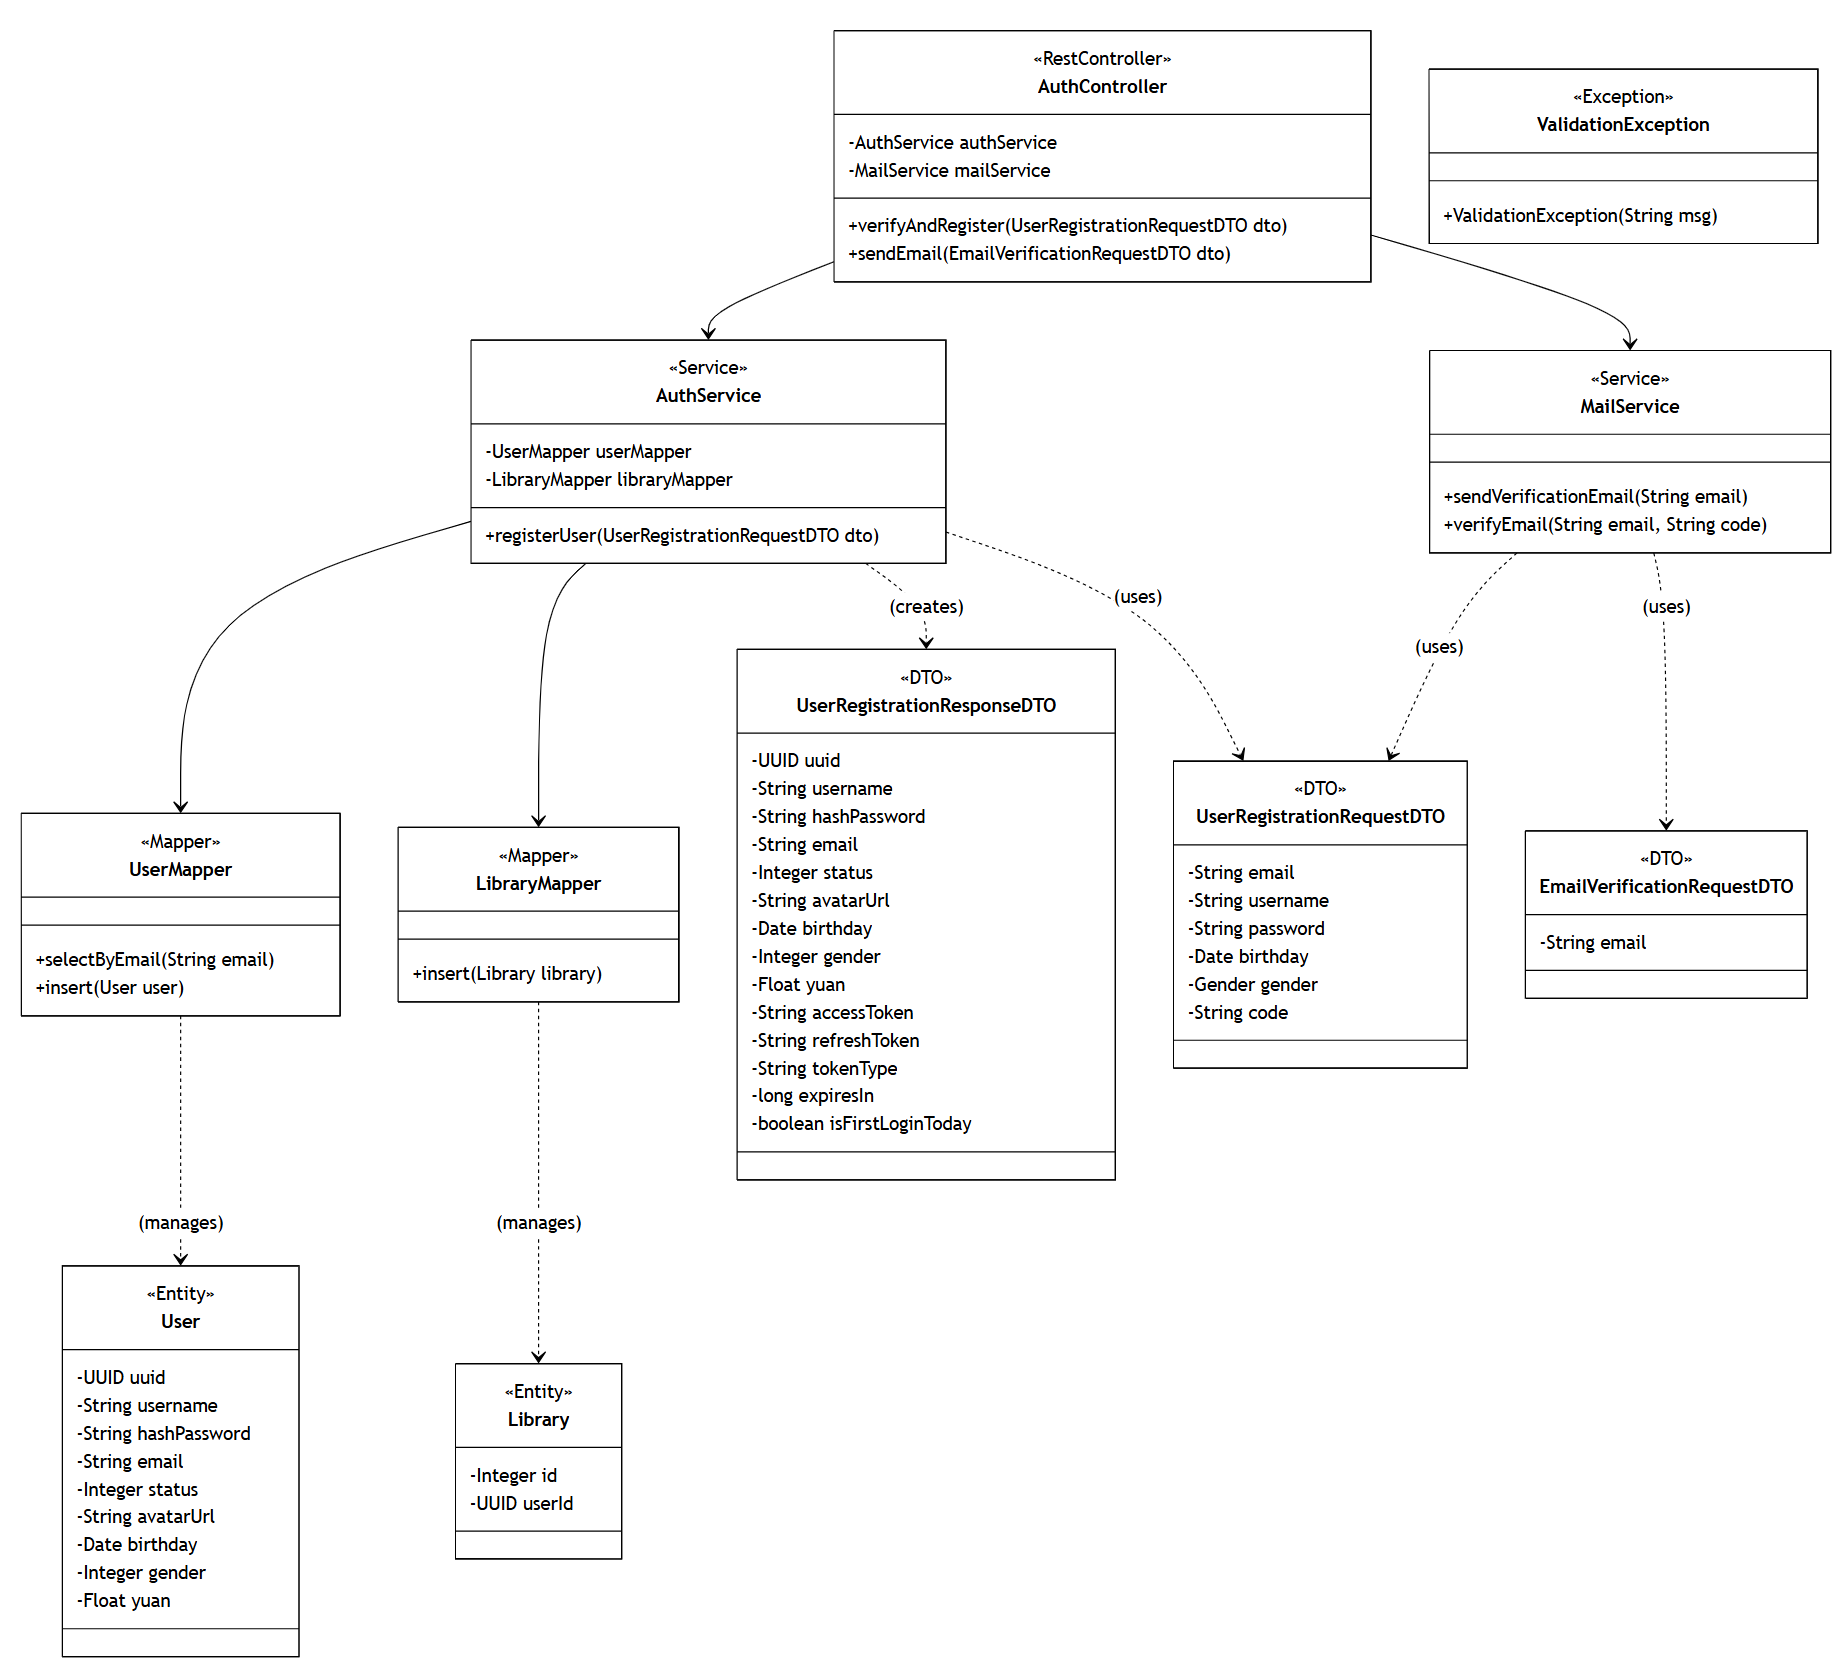 «RestController»
AuthController
-AuthService authService
-MailService mailService
+verifyAndRegister(UserRegistrationRequestDTO dto)
+sendEmail(EmailVerificationRequestDTO dto)
«Exception»
ValidationException
+ValidationException(String msg)
«Service»
AuthService
-UserMapper userMapper
-LibraryMapper libraryMapper
+registerUser(UserRegistrationRequestDTO dto)
«Service»
MailService
+sendVerificationEmail(String email)
+verifyEmail(String email, String code)
(creates)
(uses)
(uses)
(uses)
«Mapper»
UserMapper
+selectByEmail(String email)
+insert(User user)
«Mapper»
LibraryMapper
+insert(Library library)
«DTO»
UserRegistrationResponseDTO
-UUID uuid
-String username
-String hashPassword
-String email
-Integer status
-String avatarUrl
-Date birthday
-Integer gender
-Float yuan
-String accessToken
-String refreshToken
-String tokenType
-long expiresIn
-boolean isFirstLoginToday
«DTO»
UserRegistrationRequestDTO
-String email
-String username
-String password
-Date birthday
-Gender gender
-String code
«DTO»
EmailVerificationRequestDTO
-String email
(manages)
(manages)
«Entity»
User
-UUID uuid
-String username
-String hashPassword
-String email
-Integer status
-String avatarUrl
-Date birthday
-Integer gender
-Float yuan
«Entity»
Library
-Integer id
-UUID userId